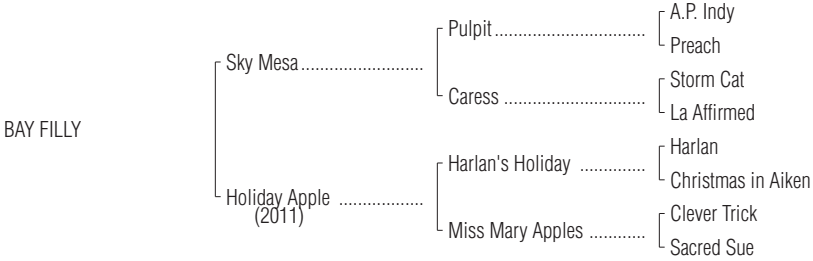 A.P. Indy
Pulpit..............................
Preach
Sky Mesa........................
Storm Cat
Caress ............................
La Affirmed
BAY FILLY
Harlan
Harlan's Holiday .............
Christmas in Aiken
Holiday Apple .................
(2011)
Clever Trick
Miss Mary Apples ...........
Sacred Sue